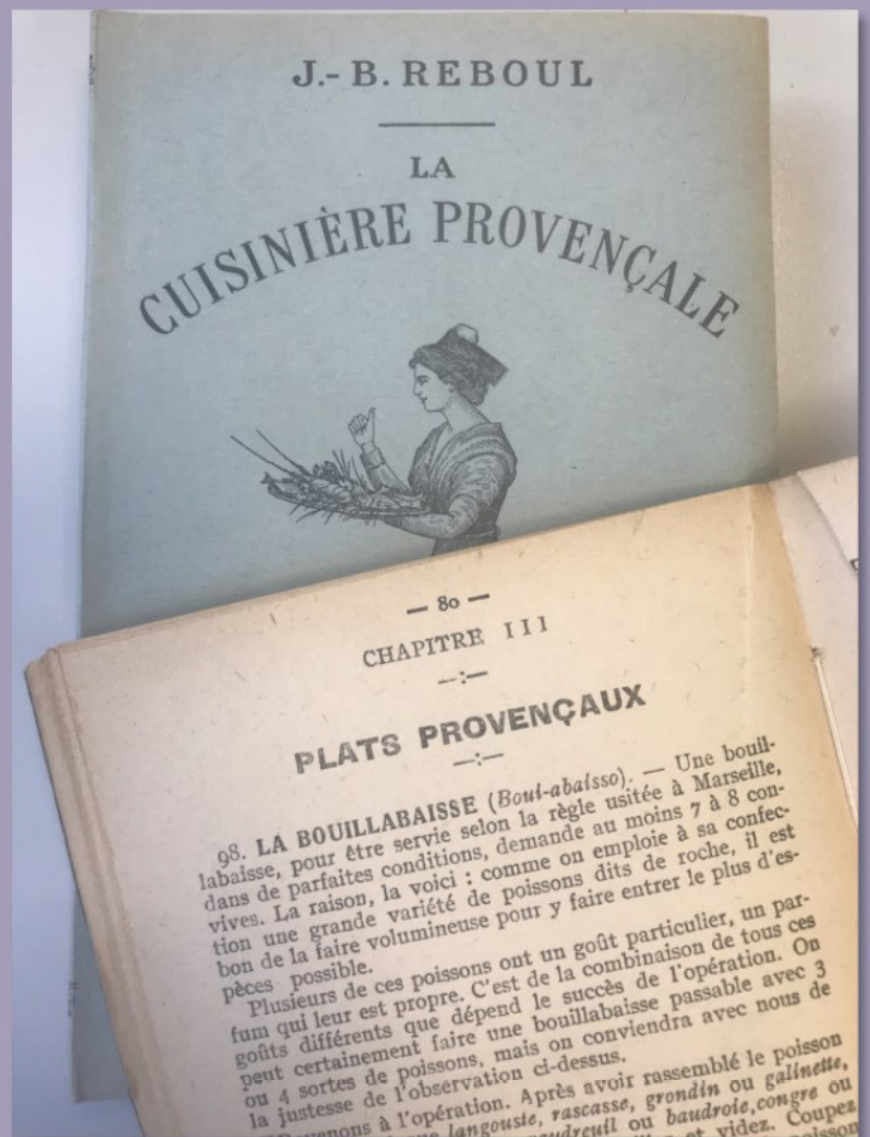 J.-B. REBOUL
LA
CUISINIÈRE PROVENÇALE
— 80 —
CHAPITRE III
—:—
PLATS PROVENÇAUX
—:—
98. LA BOUILLABAISSE (Boui-abaisso). — Une bouil-
labaisse, pour être servie selon la règle usitée à Marseille,
dans de parfaites conditions, demande au moins 7 à 8 con-
vives. La raison, la voici : comme on emploie à sa confec-
tion une grande variété de poissons dits de roche, il est
bon de la faire volumineuse pour y faire entrer le plus d'es-
pèces possible.
Plusieurs de ces poissons ont un goût particulier, un par-
fum qui leur est propre. C'est de la combinaison de tous ces
goûts différents que dépend le succès de l'opération. On
peut certainement faire une bouillabaisse passable avec 3
ou 4 sortes de poissons, mais on conviendra avec nous de
la justesse de l'observation ci-dessus.
à l'opération. Après avoir rassemblé le poisson
langouste, rascasse, grondin ou galinette,
ou baudroie, congre ou
et videz. Coupez